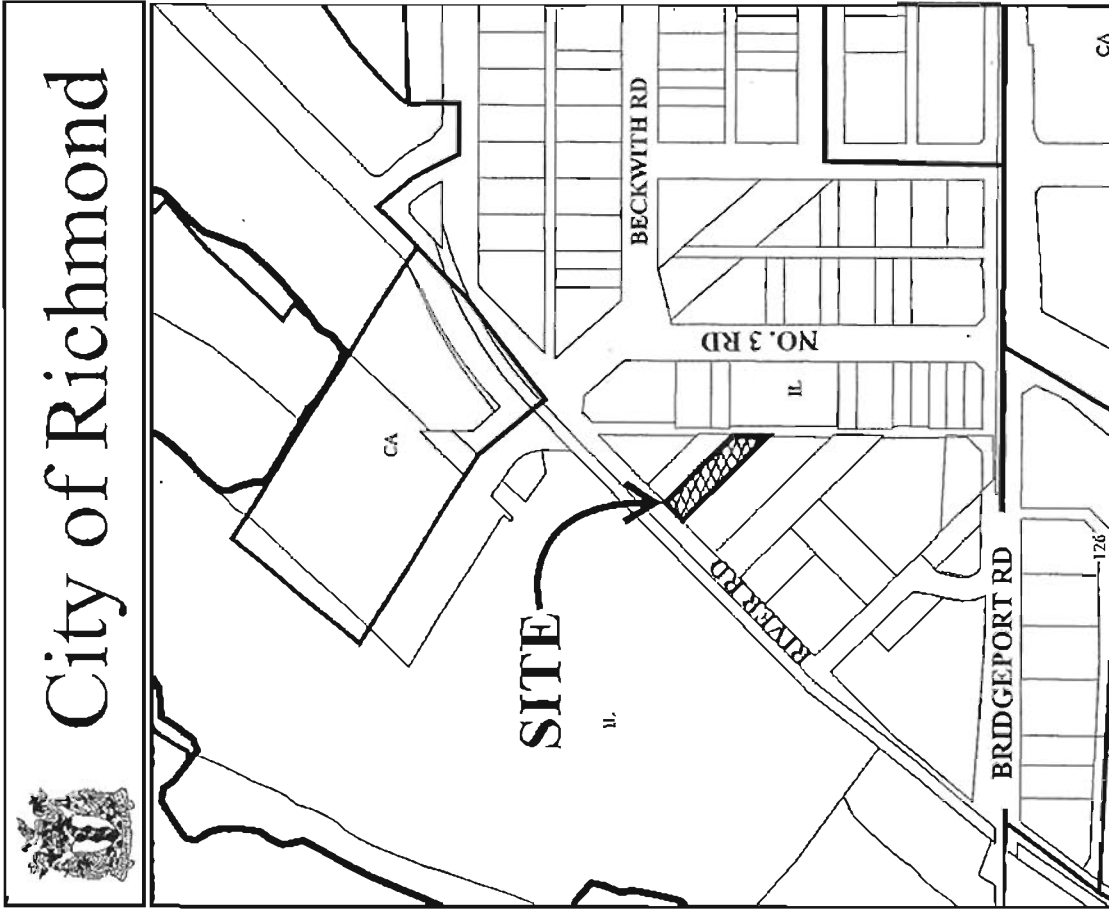 City of Richmond
CA
BECKWITH RD
NO. 3 RD
CA
IL
SITE
IL
RIVER RD
BRIDGEPORT RD
126
CA